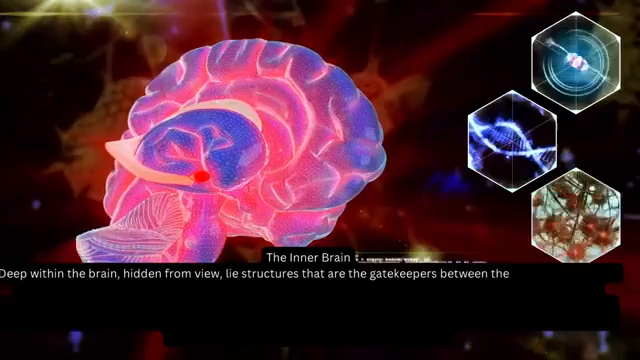 The Inner Brain
Deep within the brain, hidden from view, lie structures that are the gatekeepers between the